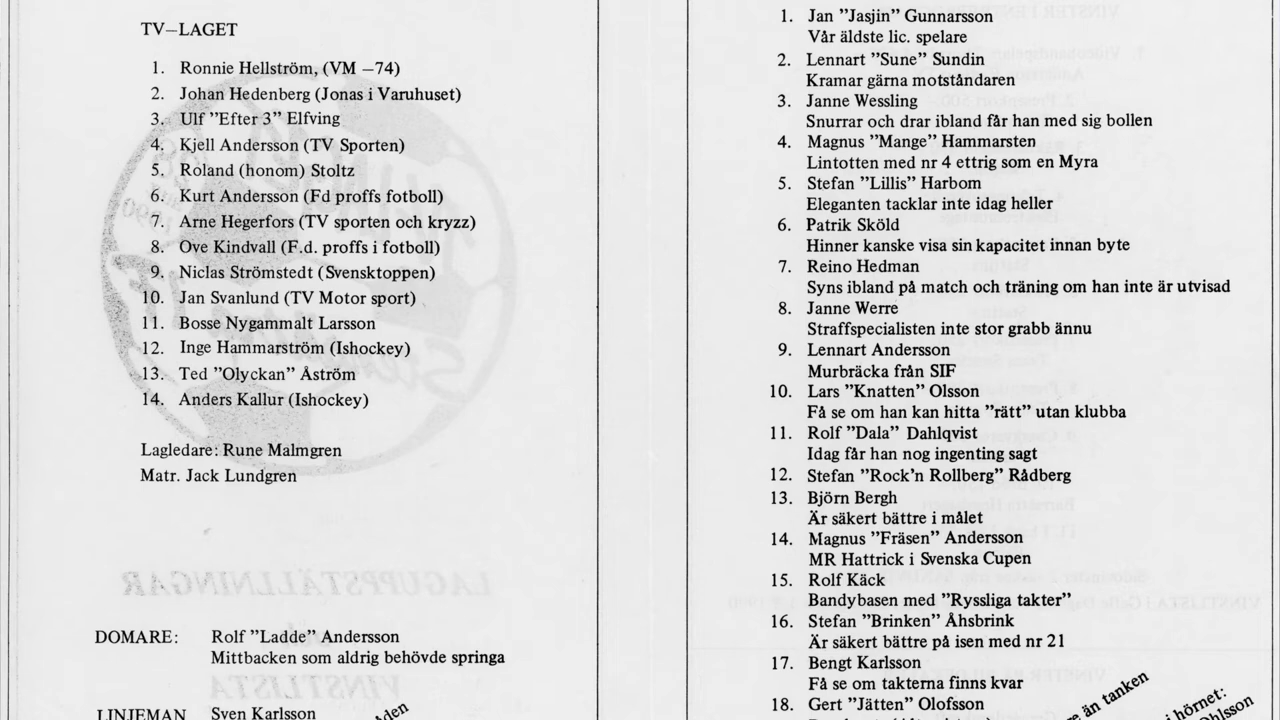 TV–LAGET
1. Ronnie Hellström, (VM –74)
2. Johan Hedenberg (Jonas i Varuhuset)
3. Ulf ”Efter 3” Elfving
4. Kjell Andersson (TV Sporten)
5. Roland (honom) Stoltz
6. Kurt Andersson (Fd proffs fotboll)
7. Arne Hegerfors (TV sporten och kryzz)
8. Ove Kindvall (F.d. proffs i fotboll)
9. Niclas Strömstedt (Svensktoppen)
10. Jan Svanlund (TV Motor sport)
11. Bosse Nygammalt Larsson
12. Inge Hammarström (Ishockey)
13. Ted ”Olyckan” Åström
14. Anders Kallur (Ishockey)
Lagledare: Rune Malmgren
Matr. Jack Lundgren
LAGUPPSTÄLLNINGAR
DOMARE: Rolf ”Ladde” Andersson
Mittbacken som aldrig behövde springa
VINSTLISTA
LINJEMAN Sven Karlsson
1. Jan ”Jasjin” Gunnarsson
Vår äldste lic. spelare
2. Lennart ”Sune” Sundin
Kramar gärna motståndaren
3. Janne Wessling
Snurrar och drar ibland får han med sig bollen
4. Magnus ”Mange” Hammarsten
Lintotten med nr 4 ettrig som en Myra
5. Stefan ”Lillis” Harbom
Eleganten tacklar inte idag heller
6. Patrik Sköld
Hinner kanske visa sin kapacitet innan byte
7. Reino Hedman
Syns ibland på match och träning om han inte är utvisad
8. Janne Werre
Straffspecialisten inte stor grabb ännu
9. Lennart Andersson
Murbräcka från SIF
10. Lars ”Knatten” Olsson
Få se om han kan hitta ”rätt” utan klubba
11. Rolf ”Dala” Dahlqvist
Idag får han nog ingenting sagt
12. Stefan ”Rock’n Rollberg” Rådberg
13. Björn Bergh
Är säkert bättre i målet
14. Magnus ”Fräsen” Andersson
MR Hattrick i Svenska Cupen
15. Rolf Käck
Bandybasen med ”Ryssliga takter”
16. Stefan ”Brinken” Åhsbrink
Är säkert bättre på isen med nr 21
17. Bengt Karlsson
Få se om takterna finns kvar
18. Gert ”Jätten” Olofsson
än tanken
i hörnet: